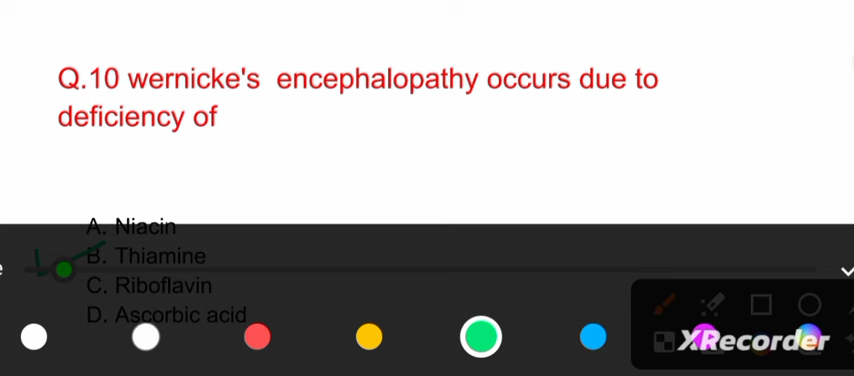 Q.10 wernicke's  encephalopathy occurs due to
deficiency of
A. Niacin
B. Thiamine
C. Riboflavin
D. Ascorbic acid
XRecorder